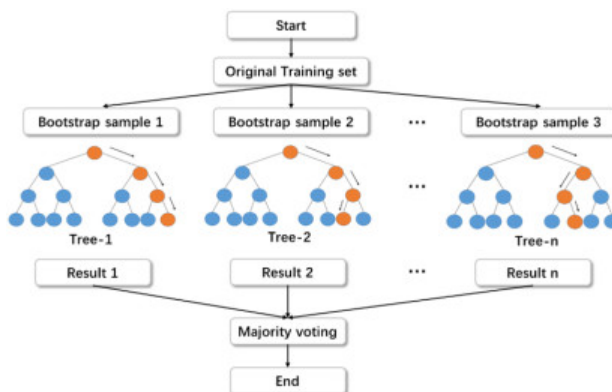 Start
Original Training set
Bootstrap sample 1
Bootstrap sample 2
...
Bootstrap sample 3
...
Tree-1
Tree-2
Tree-n
Result 1
Result 2
...
Result n
Majority voting
End